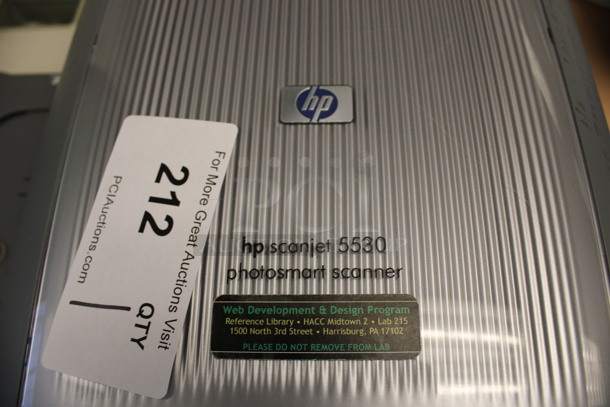 hp
For More Great Auctions Visit
212
QTY
1
PCIAuctions.com
hp scanjet 5530
photosmart scanner
Web Development & Design Program
Reference Library • HACC Midtown 2 • Lab 215
1500 North 3rd Street • Harrisburg, PA 17102
PLEASE DO NOT REMOVE FROM LAB